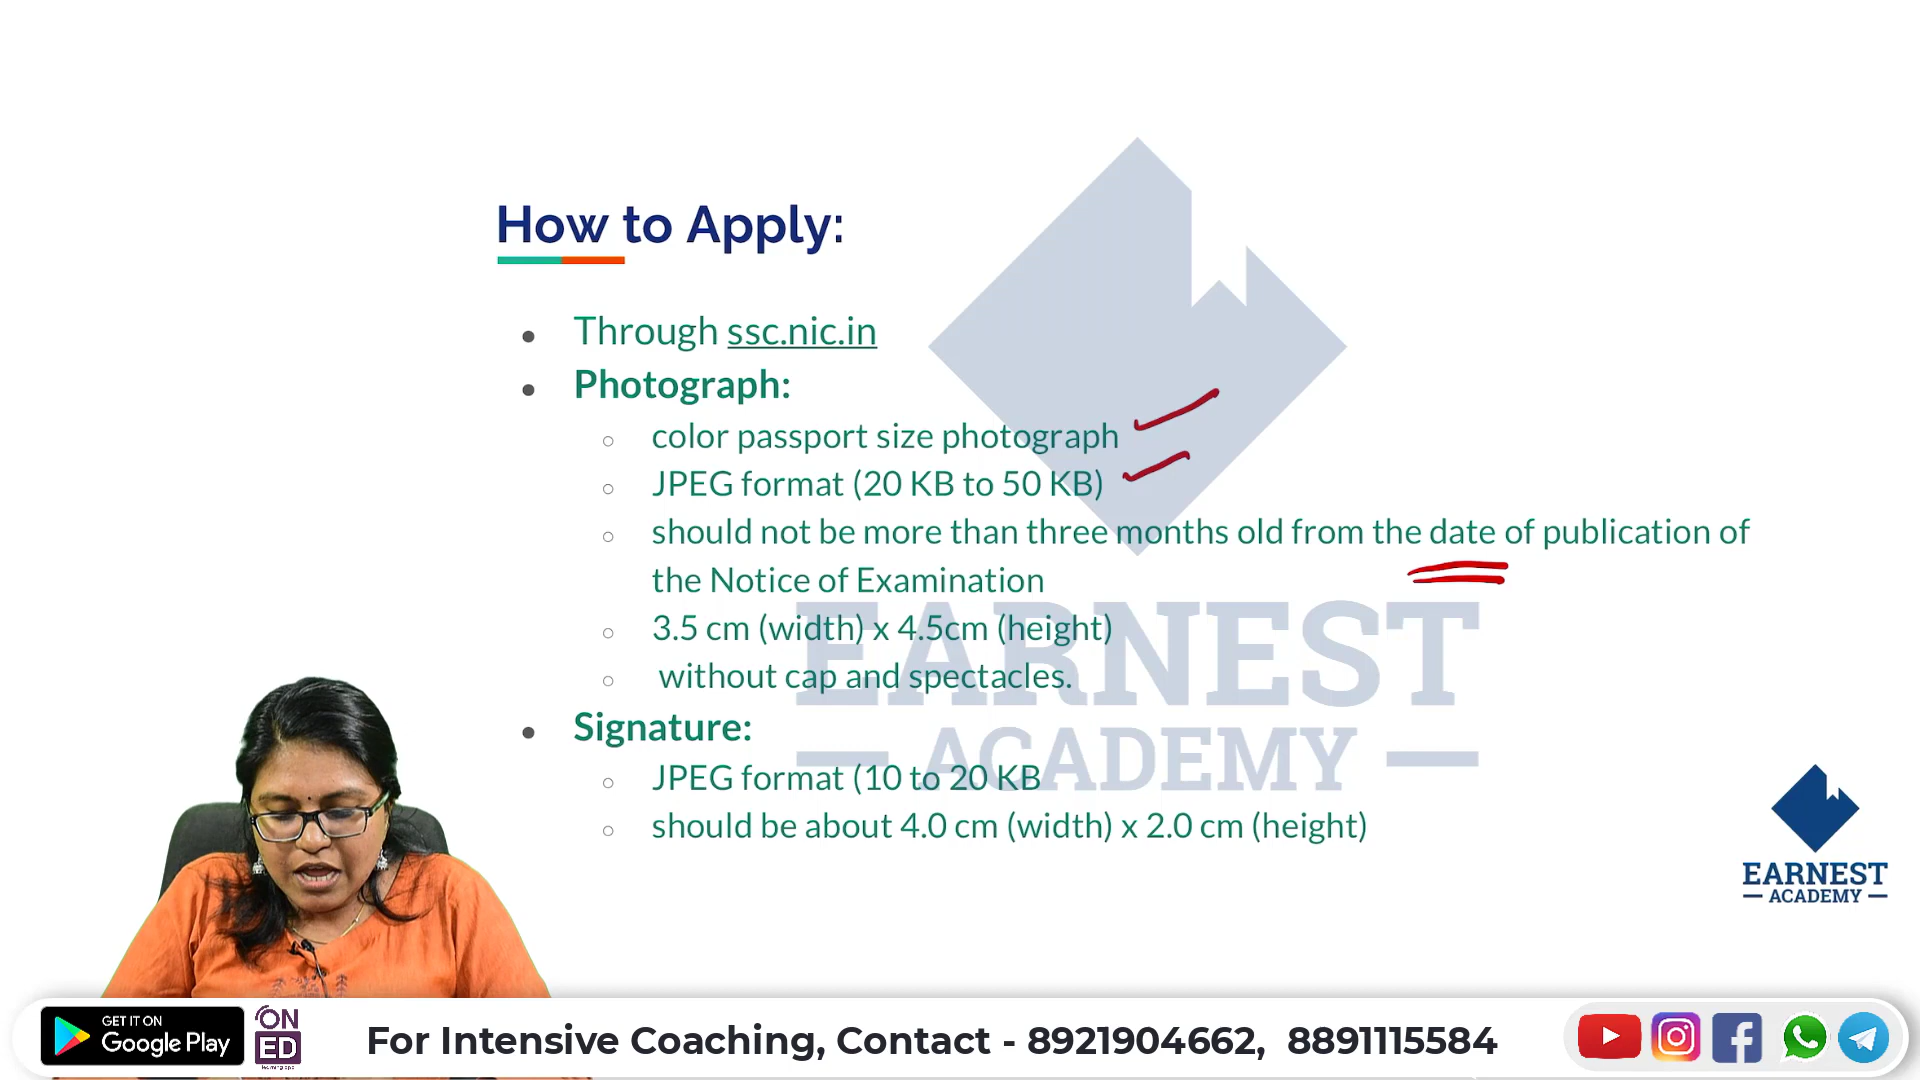 How to Apply:
Through ssc.nic.in
Photograph:
color passport size photograph
JPEG format (20 KB to 50 KB)
should not be more than three months old from the date of publication of
the Notice of Examination
3.5 cm (width) x 4.5cm (height)
without cap and spectacles.
Signature:
JPEG format (10 to 20 KB
should be about 4.0 cm (width) x 2.0 cm (height)
EARNEST
ACADEMY
EARNEST
ACADEMY
GET IT ON
Google Play
ON
ED
For Intensive Coaching, Contact - 8921904662, 8891115584